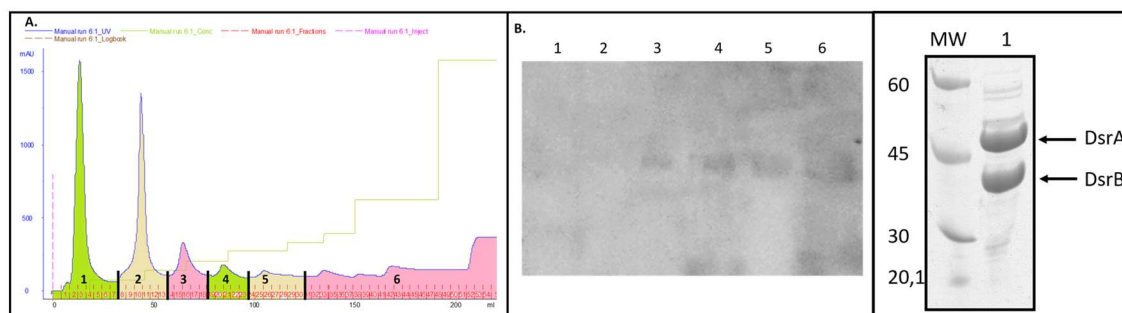 A.
Manual run 6:1_UV Manual run 6:1_Conc Manual run 6:1_Fractions Manual run 6:1_Inject
Manual run 6:1_Logbook
mAU
1500
1000
500
0
1 2 3 4 5 6
0 50 100 150 200 ml
B.
1 2 3 4 5 6
MW 1
60
DsrA
45
DsrB
30
20,1